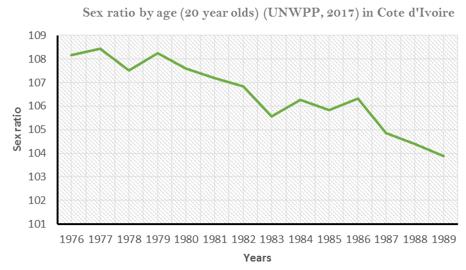 Sex ratio by age (20 year olds) (UNWPP, 2017) in Cote d'Ivoire
109
108
107
106
105
104
103
102
101
Sex ratio
1976 1977 1978 1979 1980 1981 1982 1983 1984 1985 1986 1987 1988 1989
Years